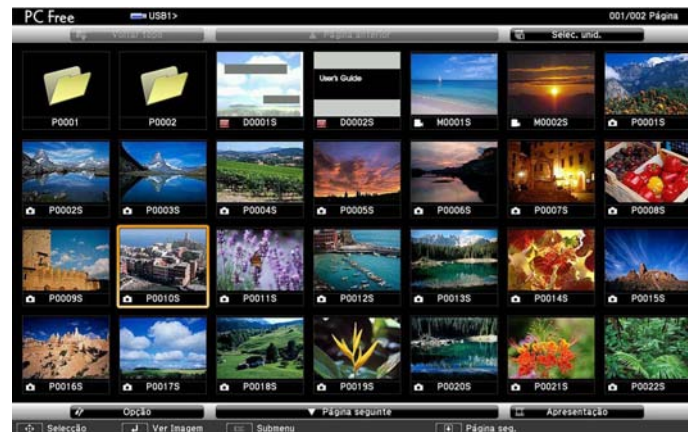 PC Free USB1> 001/002 Página
Voltar topo ▲ Página anterior Selec. unid.
User's Guide
P0001 P0002 D0001S D0002S M0001S M0002S P0001S
P0002S P0003S P0004S P0005S P0006S P0007S P0008S
P0009S P0010S P0011S P0012S P0013S P0014S P0015S
P0016S P0017S P0018S P0019S P0020S P0021S P0022S
Opção ▼ Página seguinte Apresentação
Selecção Ver Imagem Submenu Página seg.